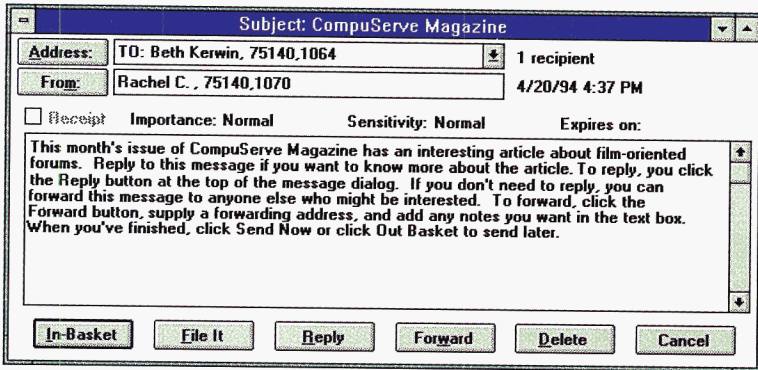 Subject: CompuServe Magazine
Address: TO: Beth Kerwin, 75140,1064 1 recipient
From: Rachel C. , 75140,1070 4/20/94 4:37 PM
Receipt Importance: Normal Sensitivity: Normal Expires on:
This month's issue of CompuServe Magazine has an interesting article about film-oriented
forums. Reply to this message if you want to know more about the article. To reply, you click
the Reply button at the top of the message dialog. If you don't need to reply, you can
forward this message to anyone else who might be interested. To forward, click the
Forward button, supply a forwarding address, and add any notes you want in the text box.
When you've finished, click Send Now or click Out Basket to send later.
In-Basket File It Reply Forward Delete Cancel